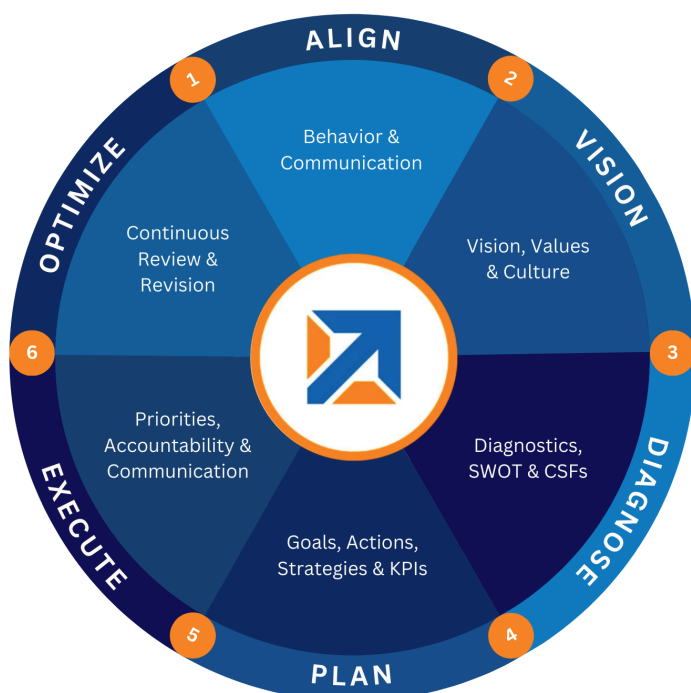 1
ALIGN
Behavior &
Communication
2
VISION
Vision, Values
& Culture
3
DIAGNOSE
Diagnostics,
SWOT & CSFs
4
PLAN
Goals, Actions,
Strategies & KPIs
5
EXECUTE
Priorities,
Accountability &
Communication
6
OPTIMIZE
Continuous
Review &
Revision